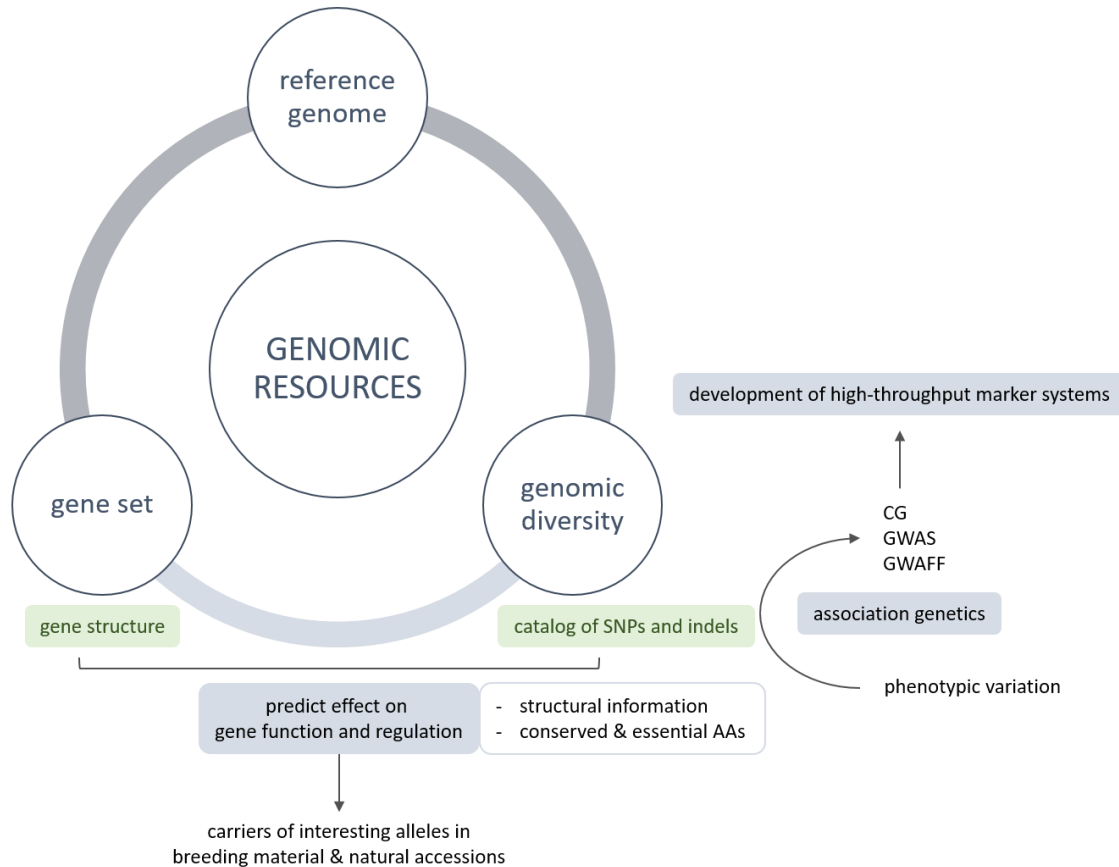 reference
genome
GENOMIC
RESOURCES
gene set
genomic
diversity
gene structure
catalog of SNPs and indels
predict effect on
gene function and regulation
- structural information
- conserved & essential AAs
carriers of interesting alleles in
breeding material & natural accessions
development of high-throughput marker systems
CG
GWAS
GWAFF
association genetics
phenotypic variation